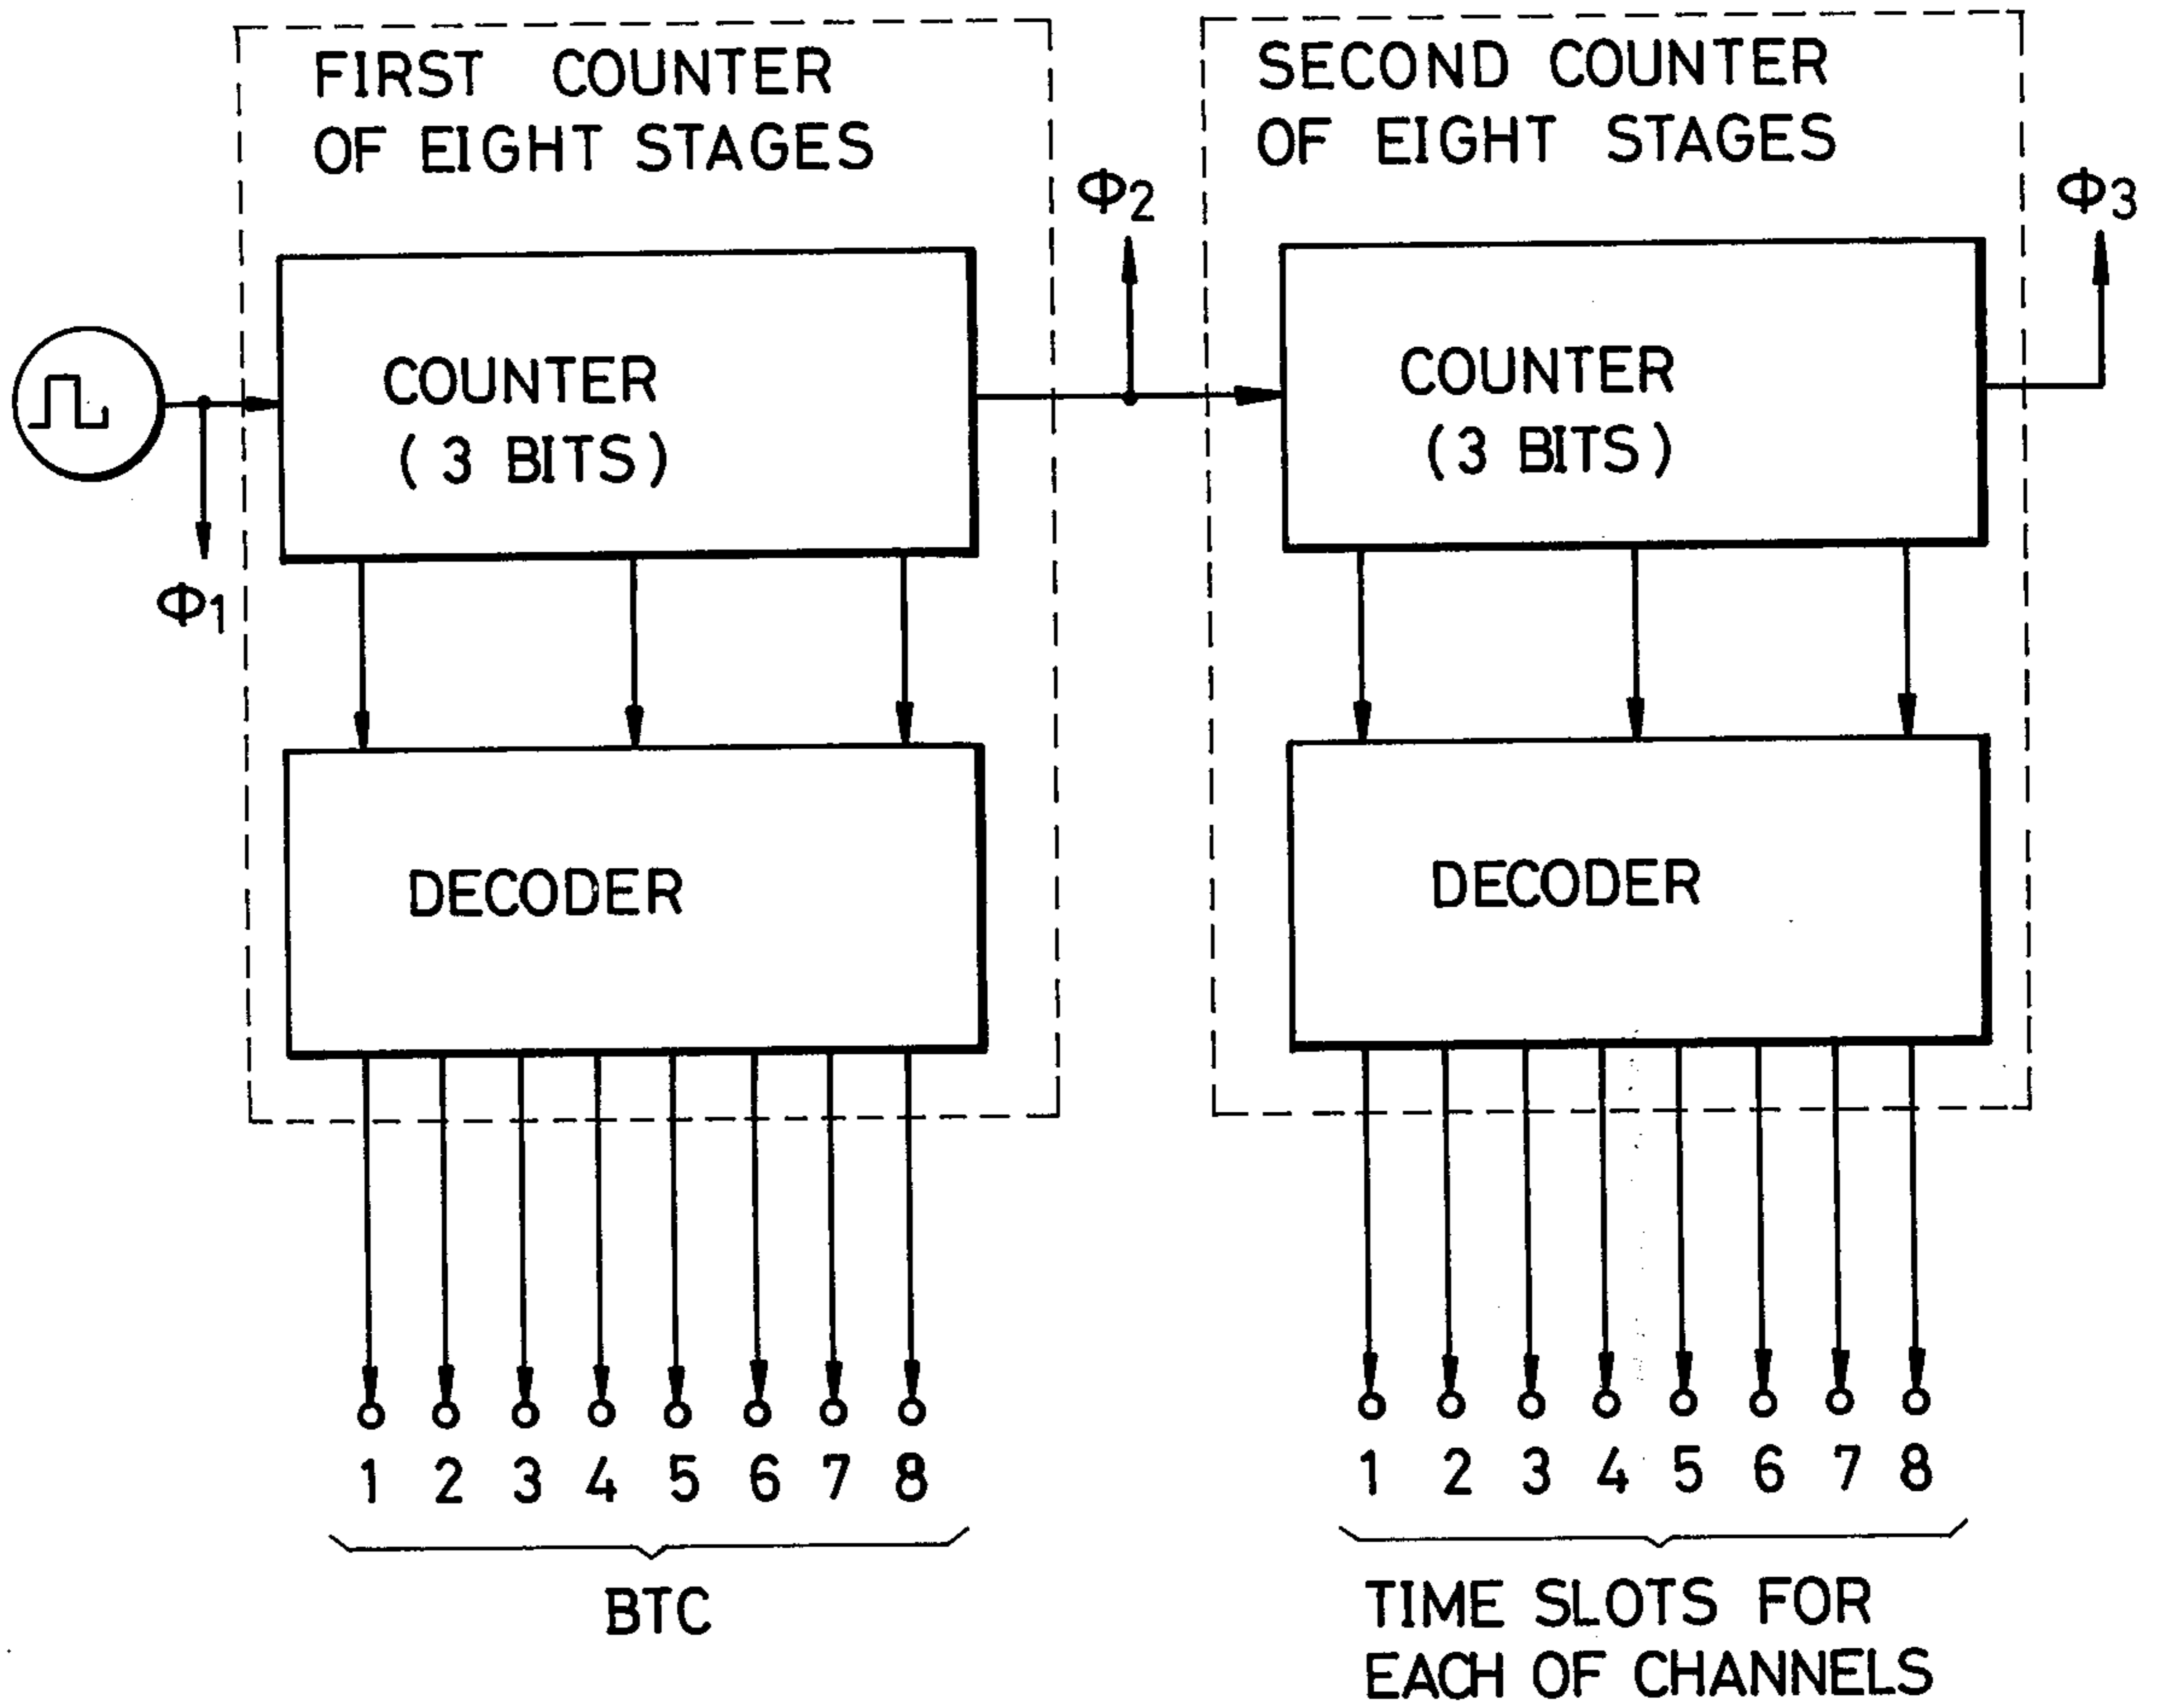 FIRST COUNTER
OF EIGHT STAGES
SECOND COUNTER
OF EIGHT STAGES
Φ2
Φ3
COUNTER
(3 BITS)
COUNTER
(3 BITS)
Φ1
DECODER
DECODER
1 2 3 4 5 6 7 8
1 2 3 4 5 6 7 8
BTC
TIME SLOTS FOR
EACH OF CHANNELS